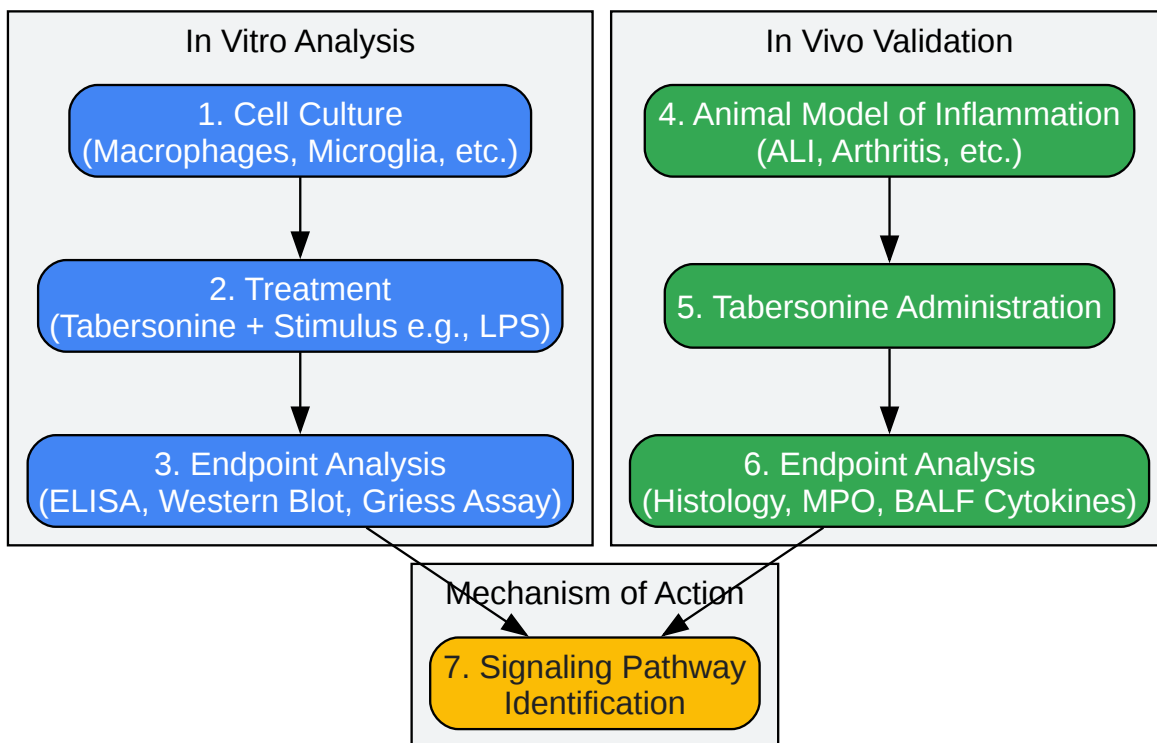 In Vitro Analysis
1. Cell Culture
(Macrophages, Microglia, etc.)
2. Treatment
(Tabersonine + Stimulus e.g., LPS)
3. Endpoint Analysis
(ELISA, Western Blot, Griess Assay)
In Vivo Validation
4. Animal Model of Inflammation
(ALI, Arthritis, etc.)
5. Tabersonine Administration
6. Endpoint Analysis
(Histology, MPO, BALF Cytokines)
Mechanism of Action
7. Signaling Pathway
Identification